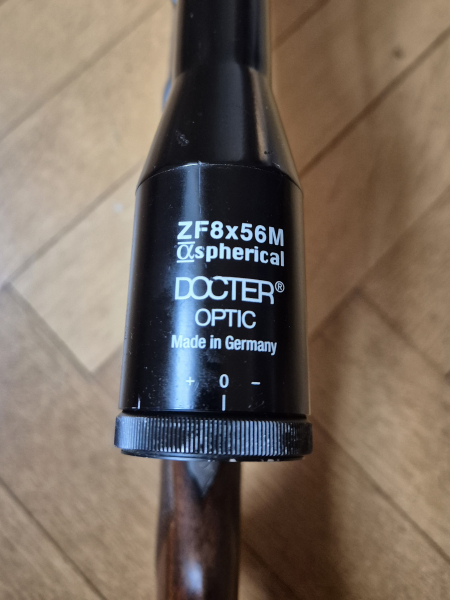 ZF8x56M
αspherical
DOCTER®
OPTIC
Made in Germany
+ 0 −